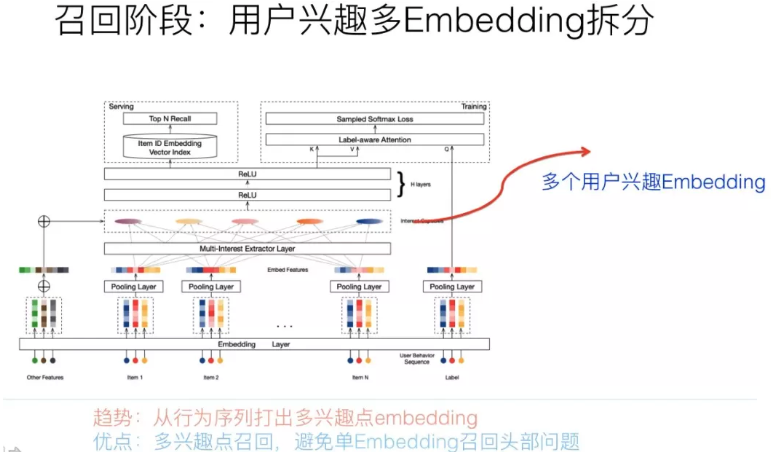 召回阶段：用户兴趣多Embedding拆分
Serving
Training
Top N Recall
Sampled Softmax Loss
Item ID Embedding
Vector Index
Label-aware Attention
K
V
Q
ReLU
H layers
ReLU
多个用户兴趣Embedding
Interest Capsules
Multi-Interest Extractor Layer
Embed Features
Pooling Layer
Pooling Layer
Pooling Layer
Pooling Layer
. . .
Embedding Layer
User Behavior
Sequence
Other Features
Item 1
Item 2
Item N
Label
趋势：从行为序列打出多兴趣点embedding
优点：多兴趣点召回，避免单Embedding召回头部问题